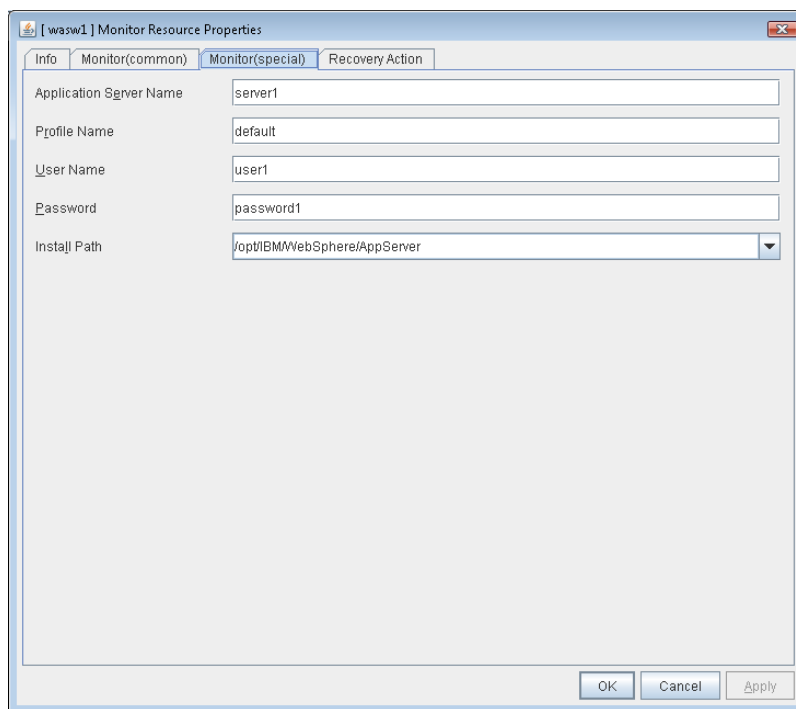 [ wasw1 ] Monitor Resource Properties
Info Monitor(common) Monitor(special) Recovery Action
Application Server Name server1
Profile Name default
User Name user1
Password password1
Install Path /opt/IBM/WebSphere/AppServer
OK Cancel Apply